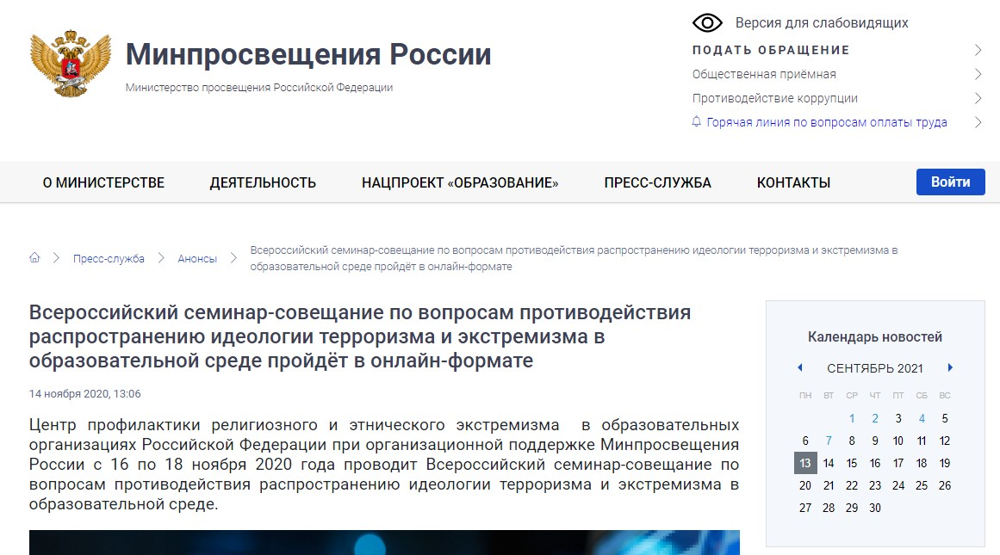 Версия для слабовидящих
Минпросвещения России
Министерство просвещения Российской Федерации
ПОДАТЬ ОБРАЩЕНИЕ
Общественная приёмная
Противодействие коррупции
Горячая линия по вопросам оплаты труда
О МИНИСТЕРСТВЕ ДЕЯТЕЛЬНОСТЬ НАЦПРОЕКТ «ОБРАЗОВАНИЕ» ПРЕСС-СЛУЖБА КОНТАКТЫ Войти
Пресс-служба Анонсы Всероссийский семинар-совещание по вопросам противодействия распространению идеологии терроризма и экстремизма в
образовательной среде пройдёт в онлайн-формате
Всероссийский семинар-совещание по вопросам противодействия
распространению идеологии терроризма и экстремизма в
образовательной среде пройдёт в онлайн-формате
14 ноября 2020, 13:06
Центр профилактики религиозного и этнического экстремизма в образовательных
организациях Российской Федерации при организационной поддержке Минпросвещения
России с 16 по 18 ноября 2020 года проводит Всероссийский семинар-совещание по
вопросам противодействия распространению идеологии терроризма и экстремизма в
образовательной среде.
Календарь новостей
СЕНТЯБРЬ 2021
ПН ВТ СР ЧТ ПТ СБ ВС
1 2 3 4 5
6 7 8 9 10 11 12
13 14 15 16 17 18 19
20 21 22 23 24 25 26
27 28 29 30